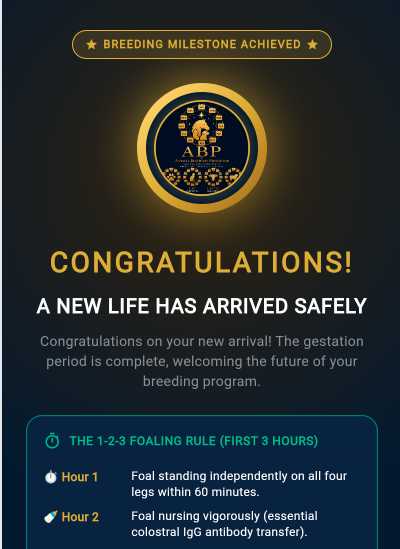 ★ BREEDING MILESTONE ACHIEVED ★
ABP
CONGRATULATIONS!
A NEW LIFE HAS ARRIVED SAFELY
Congratulations on your new arrival! The gestation
period is complete, welcoming the future of your
breeding program.
THE 1-2-3 FOALING RULE (FIRST 3 HOURS)
Hour 1
Foal standing independently on all four
legs within 60 minutes.
Hour 2
Foal nursing vigorously (essential
colostral IgG antibody transfer).